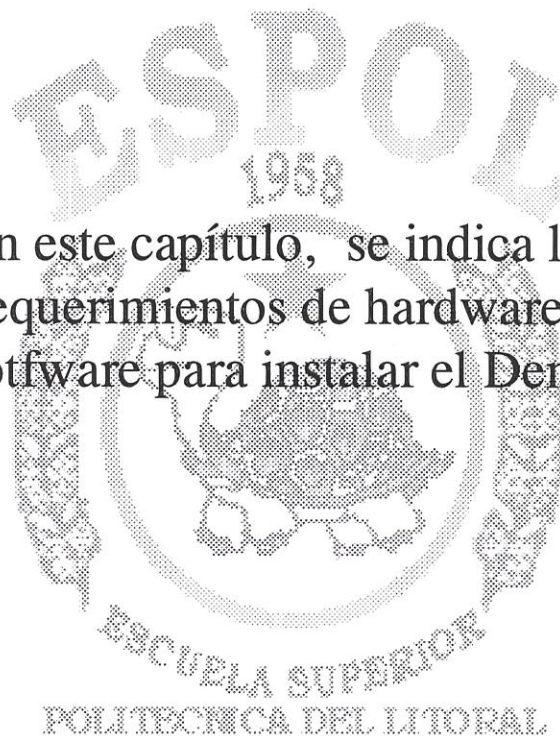 ESPOL
1958
n este capítulo, se indica l
equerimientos de hardware
otfware para instalar el Der
ESCUELA SUPERIOR
POLITECNICA DEL LITORAL